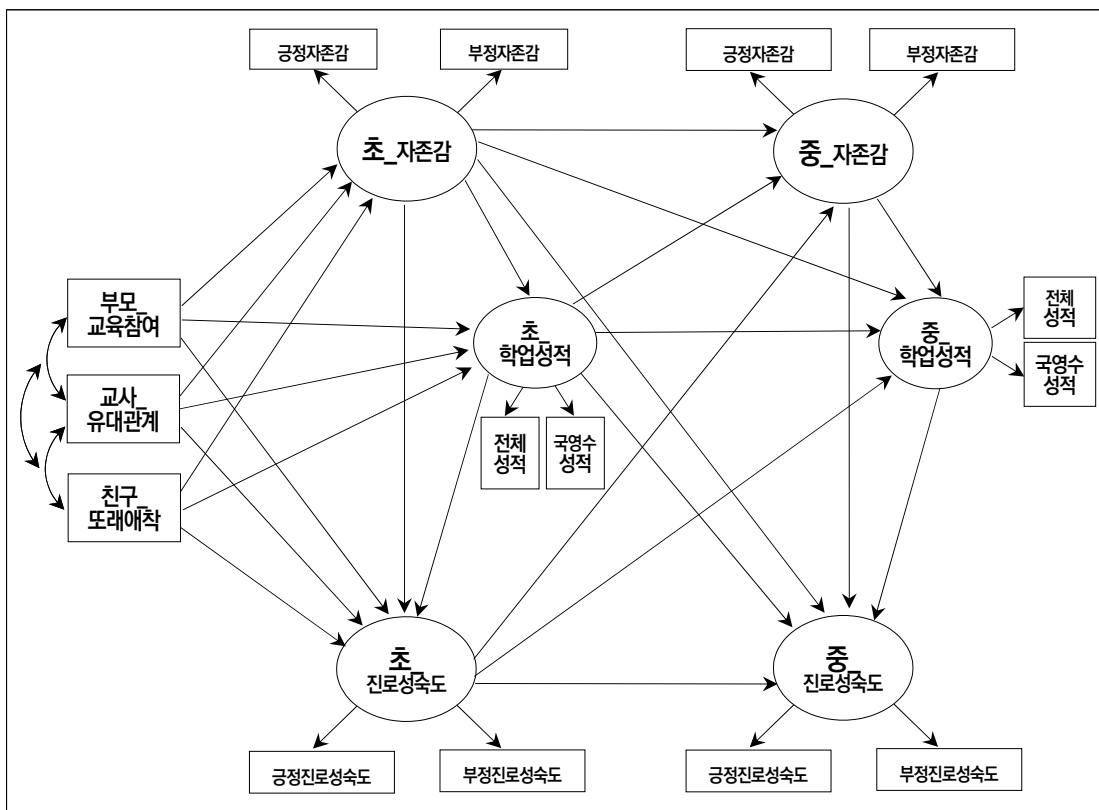 긍정자존감
부정자존감
긍정자존감
부정자존감
초_자존감
중_자존감
부모_
교육참여
교사_
유대관계
친구_
또래애착
초_
학업성적
전체
성적
국영수
성적
중_
학업성적
전체
성적
국영수
성적
초_
진로성숙도
중_
진로성숙도
긍정진로성숙도
부정진로성숙도
긍정진로성숙도
부정진로성숙도